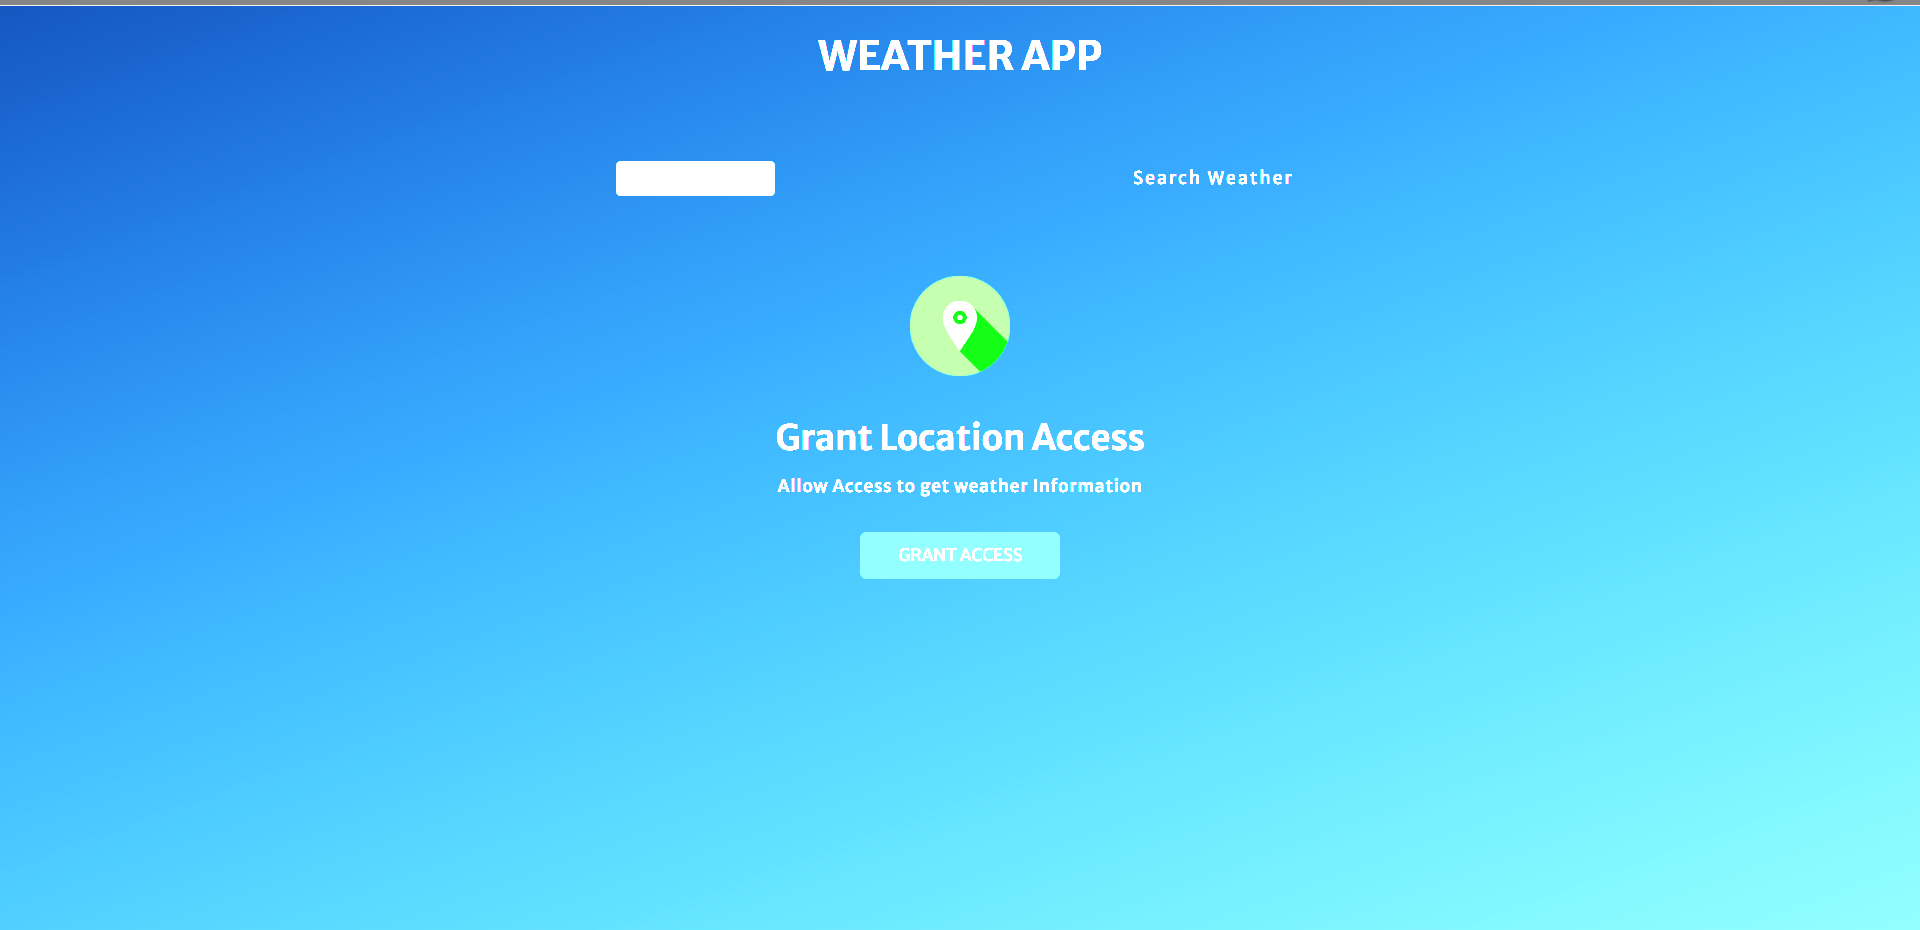 WEATHER APP
Search Weather
Grant Location Access
Allow Access to get weather Information
GRANT ACCESS